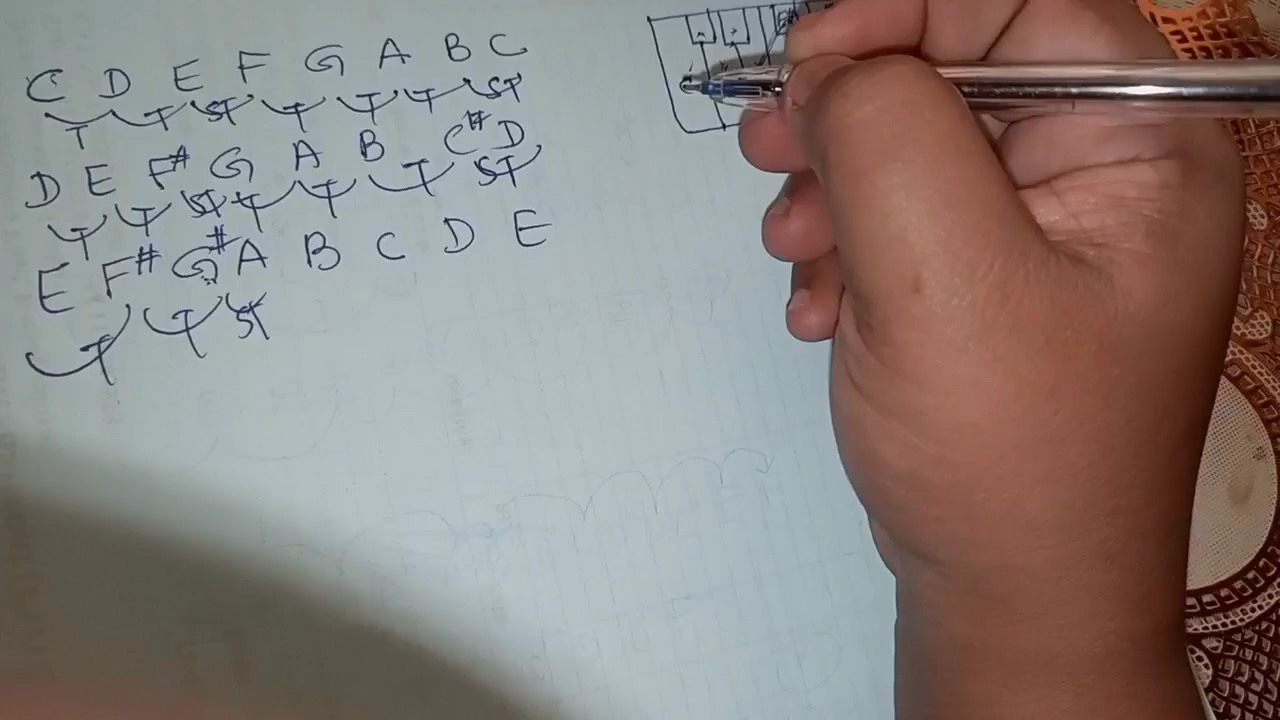 C D E F G A B C
T T ST T T T ST
D E F# G A B C# D
T T ST T T T ST
E F# G# A B C D E
T T ST